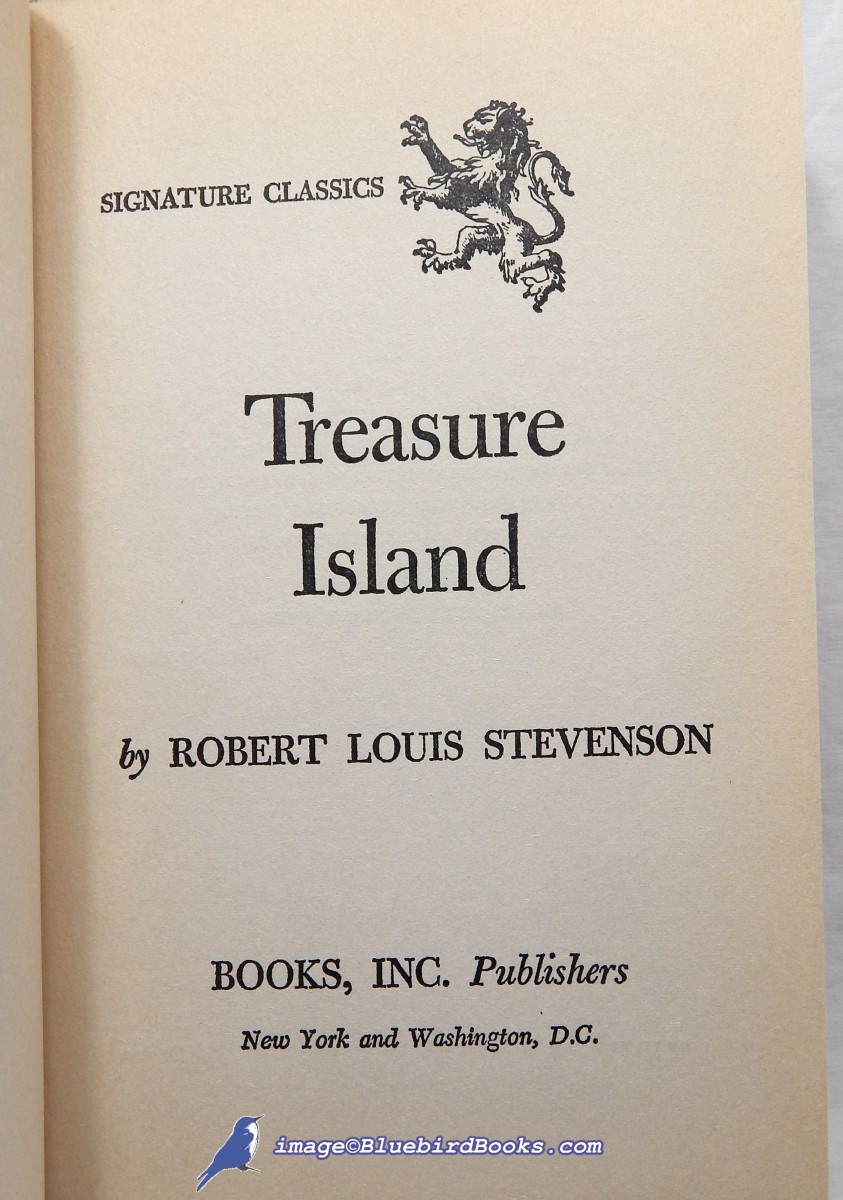 SIGNATURE CLASSICS
Treasure
Island
by ROBERT LOUIS STEVENSON
BOOKS, INC. Publishers
New York and Washington, D.C.
image©BluebirdBooks.com